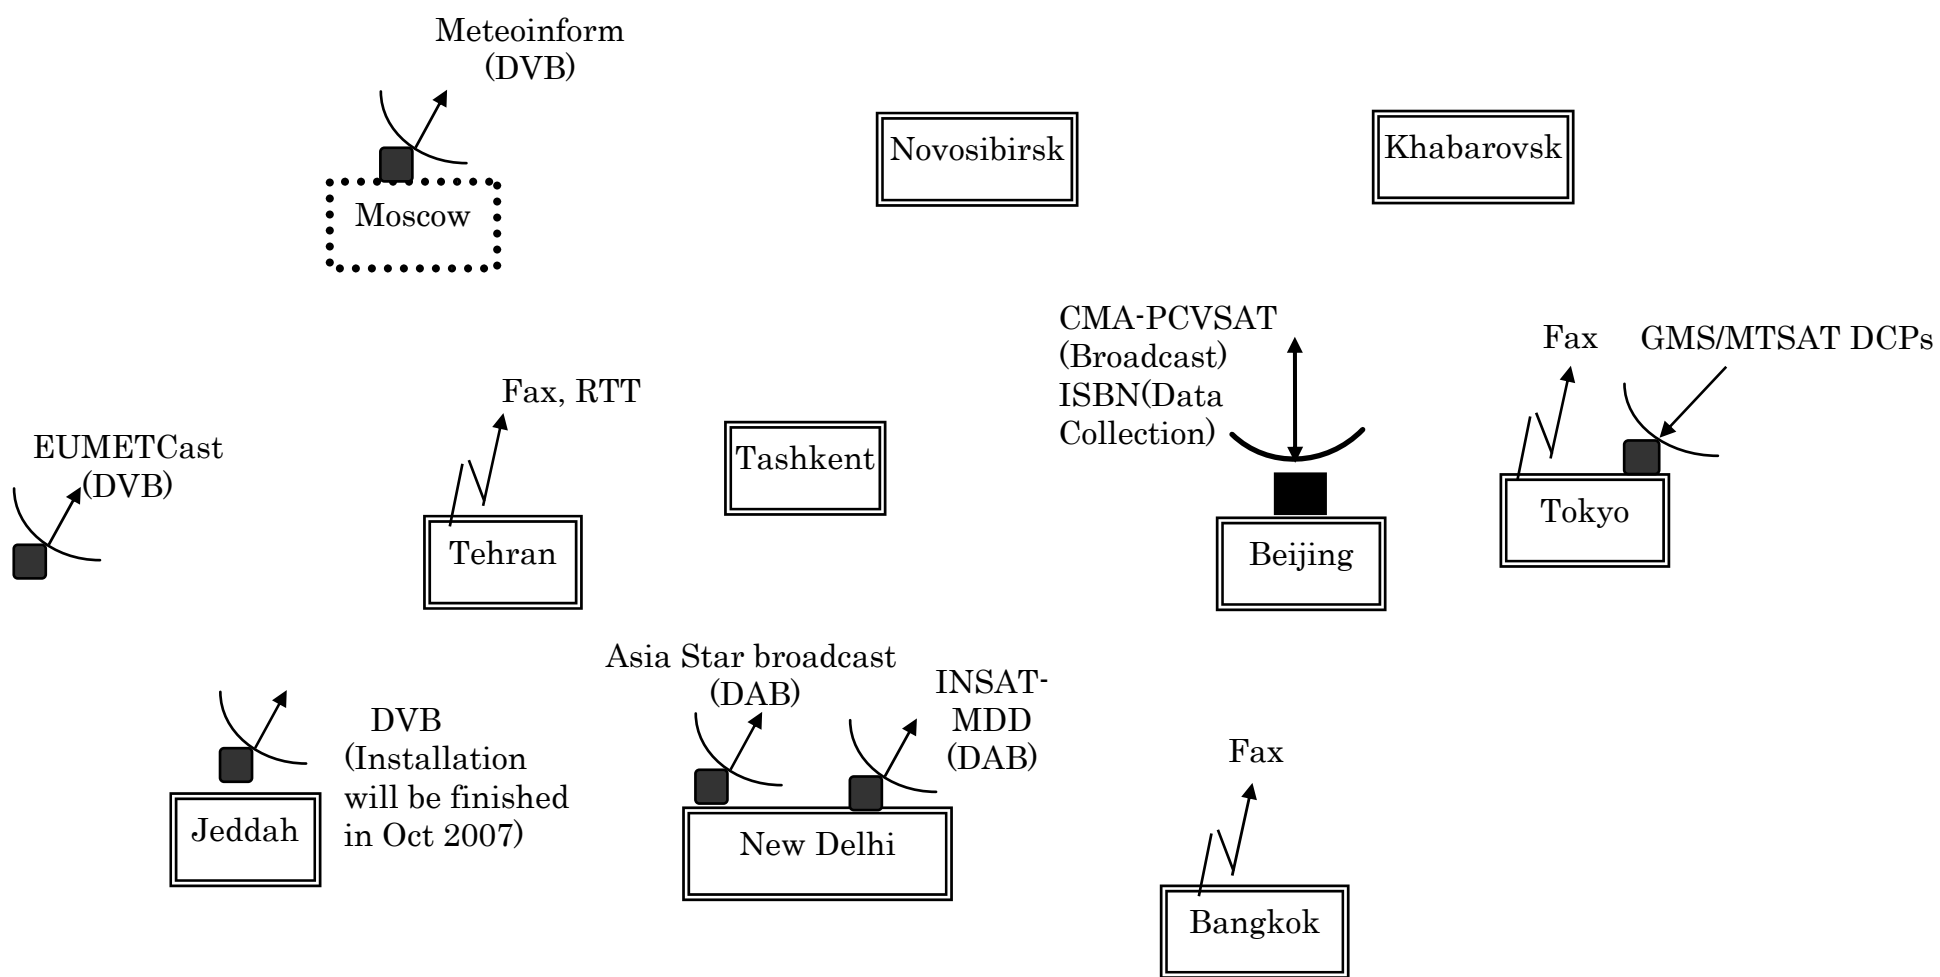 Meteoinform
(DVB)
Moscow
Novosibirsk
Khabarovsk
CMA-PCVSAT
(Broadcast)
ISBN(Data
Collection)
Beijing
Fax
GMS/MTSAT DCPs
Tokyo
Fax, RTT
Tehran
Tashkent
EUMETCast
(DVB)
DVB
(Installation
will be finished
in Oct 2007)
Jeddah
Asia Star broadcast
(DAB)
INSAT-
MDD
(DAB)
New Delhi
Fax
Bangkok